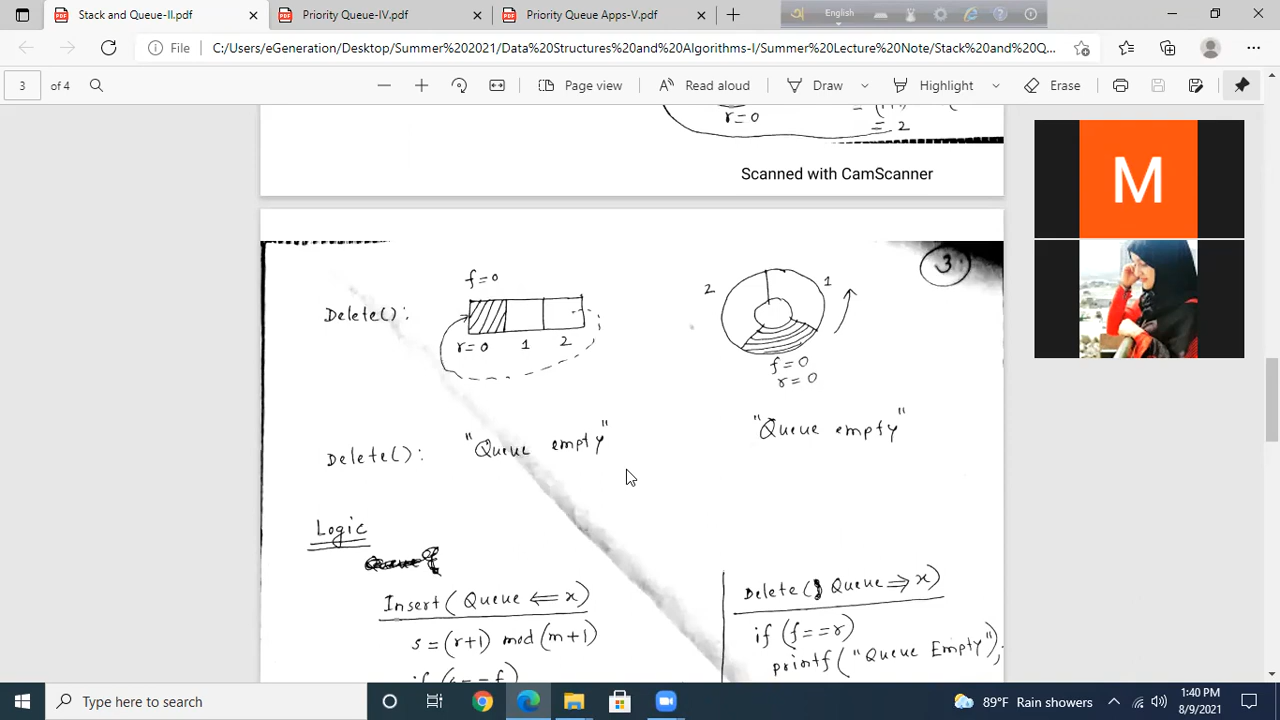 Stack and Queue-II.pdf
Priority Queue-IV.pdf
Priority Queue Apps-V.pdf
English
File
C:/Users/eGeneration/Desktop/Summer%202021/Data%20Structures%20and%20Algorithms-I/Summer%20Lecture%20Note/Stack%20and%20Q...
3 of 4
Page view
Read aloud
Draw
Highlight
Erase
r=0
= 2
Scanned with CamScanner
3
f=0
2 1
Delete():
r=0 1 2
f=0
r=0
"Queue empty"
Delete(): "Queue empty"
Logic
Insert(Queue ⇐ x)
s=(r+1) mod (m+1)
Delete( Queue ⇒ x)
if (f==r)
printf("Queue Empty");
M
Type here to search
89°F Rain showers
1:40 PM
8/9/2021